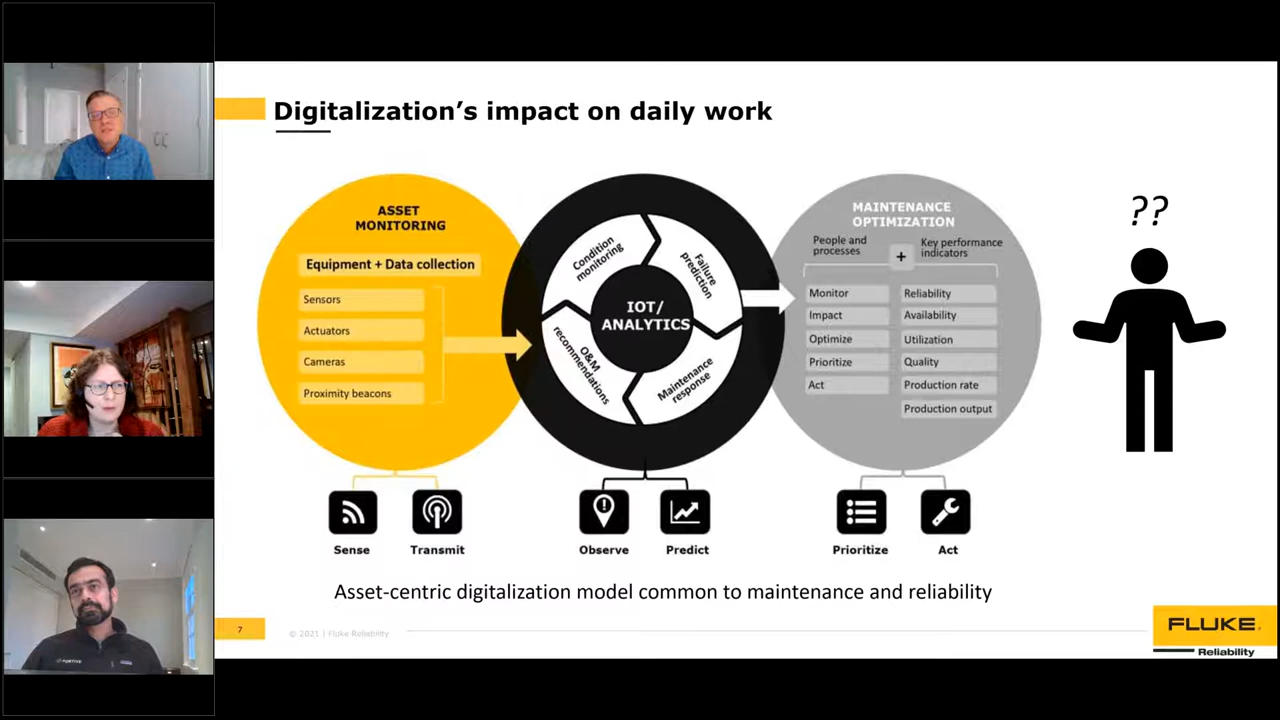 Digitalization's impact on daily work
ASSET
MONITORING
Equipment + Data collection
Sensors
Actuators
Cameras
Proximity beacons
Condition
monitoring
Failure
prediction
IOT/
ANALYTICS
O&M
recommendations
Maintenance
response
MAINTENANCE
OPTIMIZATION
People and
processes
+
Key performance
indicators
Monitor
Impact
Optimize
Prioritize
Act
Reliability
Availability
Utilization
Quality
Production rate
Production output
??
Sense
Transmit
Observe
Predict
Prioritize
Act
Asset-centric digitalization model common to maintenance and reliability
7
© 2021 | Fluke Reliability
FLUKE®
Reliability
FORTIVE